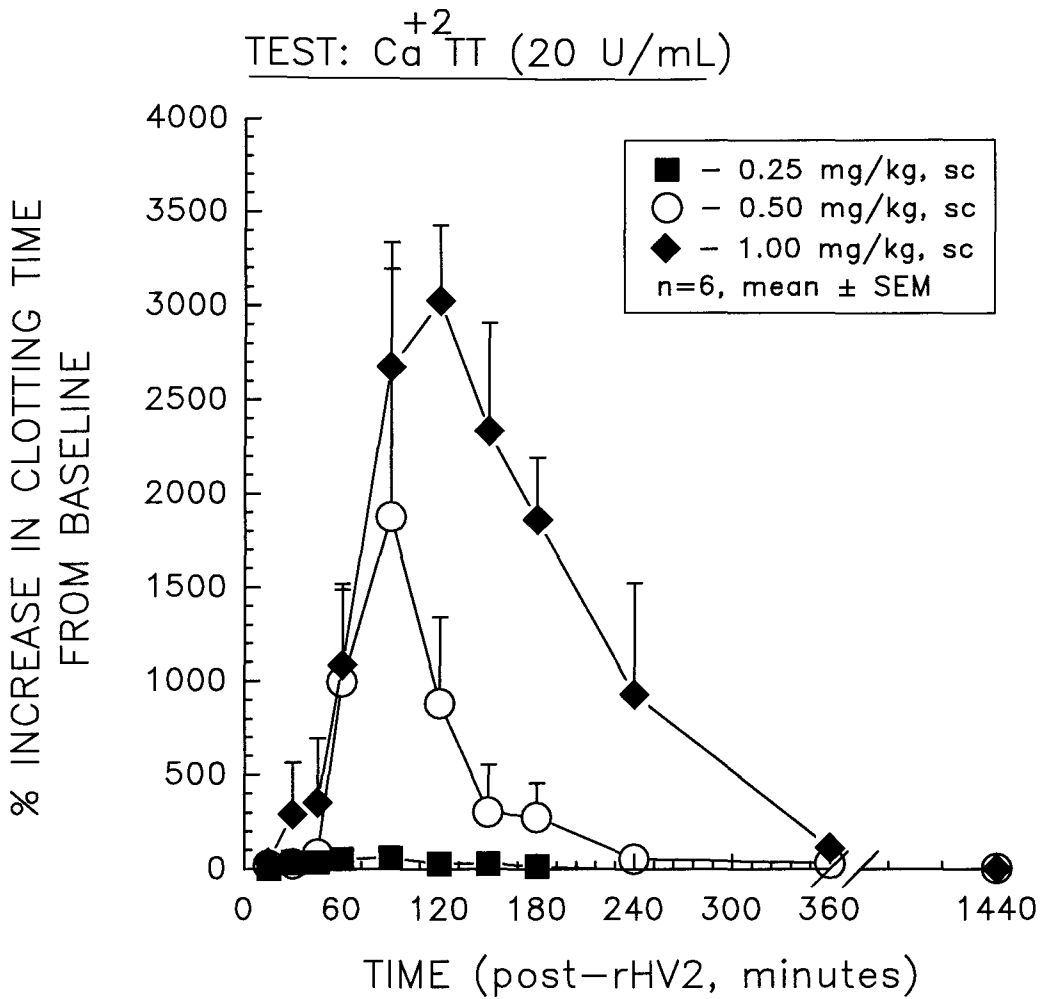 +2
TEST: Ca TT (20 U/mL)
% INCREASE IN CLOTTING TIME
FROM BASELINE
4000
3500
3000
2500
2000
1500
1000
500
0
■ – 0.25 mg/kg, sc
○ – 0.50 mg/kg, sc
◆ – 1.00 mg/kg, sc
n=6, mean ± SEM
0 60 120 180 240 300 360 1440
TIME (post–rHV2, minutes)